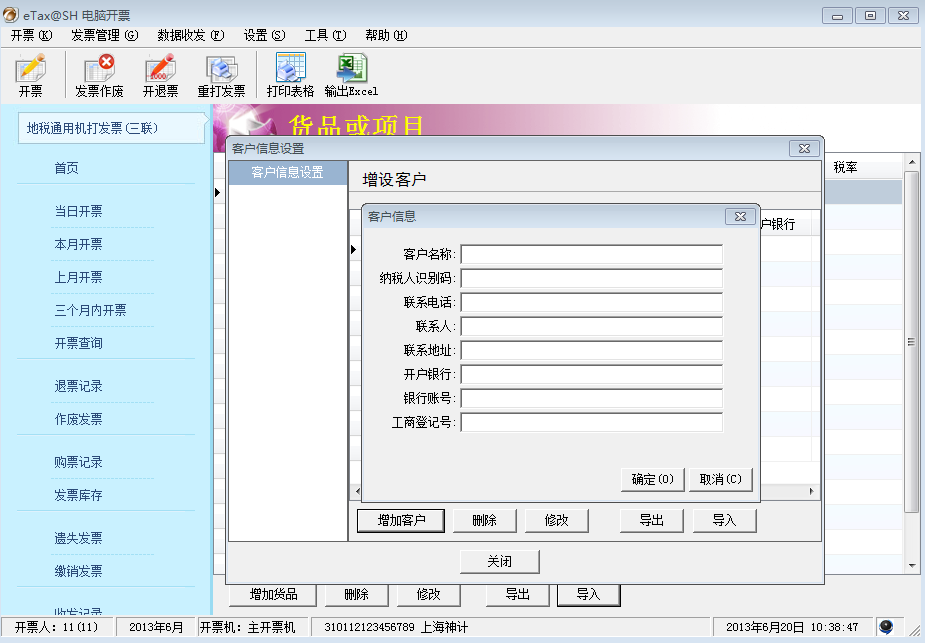 eTax@SH 电脑开票
开票(K) 发票管理(G) 数据收发(P) 设置(S) 工具(T) 帮助(H)
开票 发票作废 开退票 重打发票 打印表格 输出Excel
地税通用机打发票(三联)
首页
当日开票
本月开票
上月开票
三个月内开票
开票查询
退票记录
作废发票
购票记录
发票库存
遗失发票
缴销发票
收发记录
货品或项目
税率
客户信息设置
客户信息设置
增设客户
户银行
客户信息
客户名称:
纳税人识别码:
联系电话:
联系人:
联系地址:
开户银行:
银行账号:
工商登记号:
确定(O) 取消(C)
增加客户 删除 修改 导出 导入
关闭
增加货品 删除 修改 导出 导入
开票人: 11(11) 2013年6月 开票机: 主开票机 310112123456789 上海神计 2013年6月20日 10:38:47